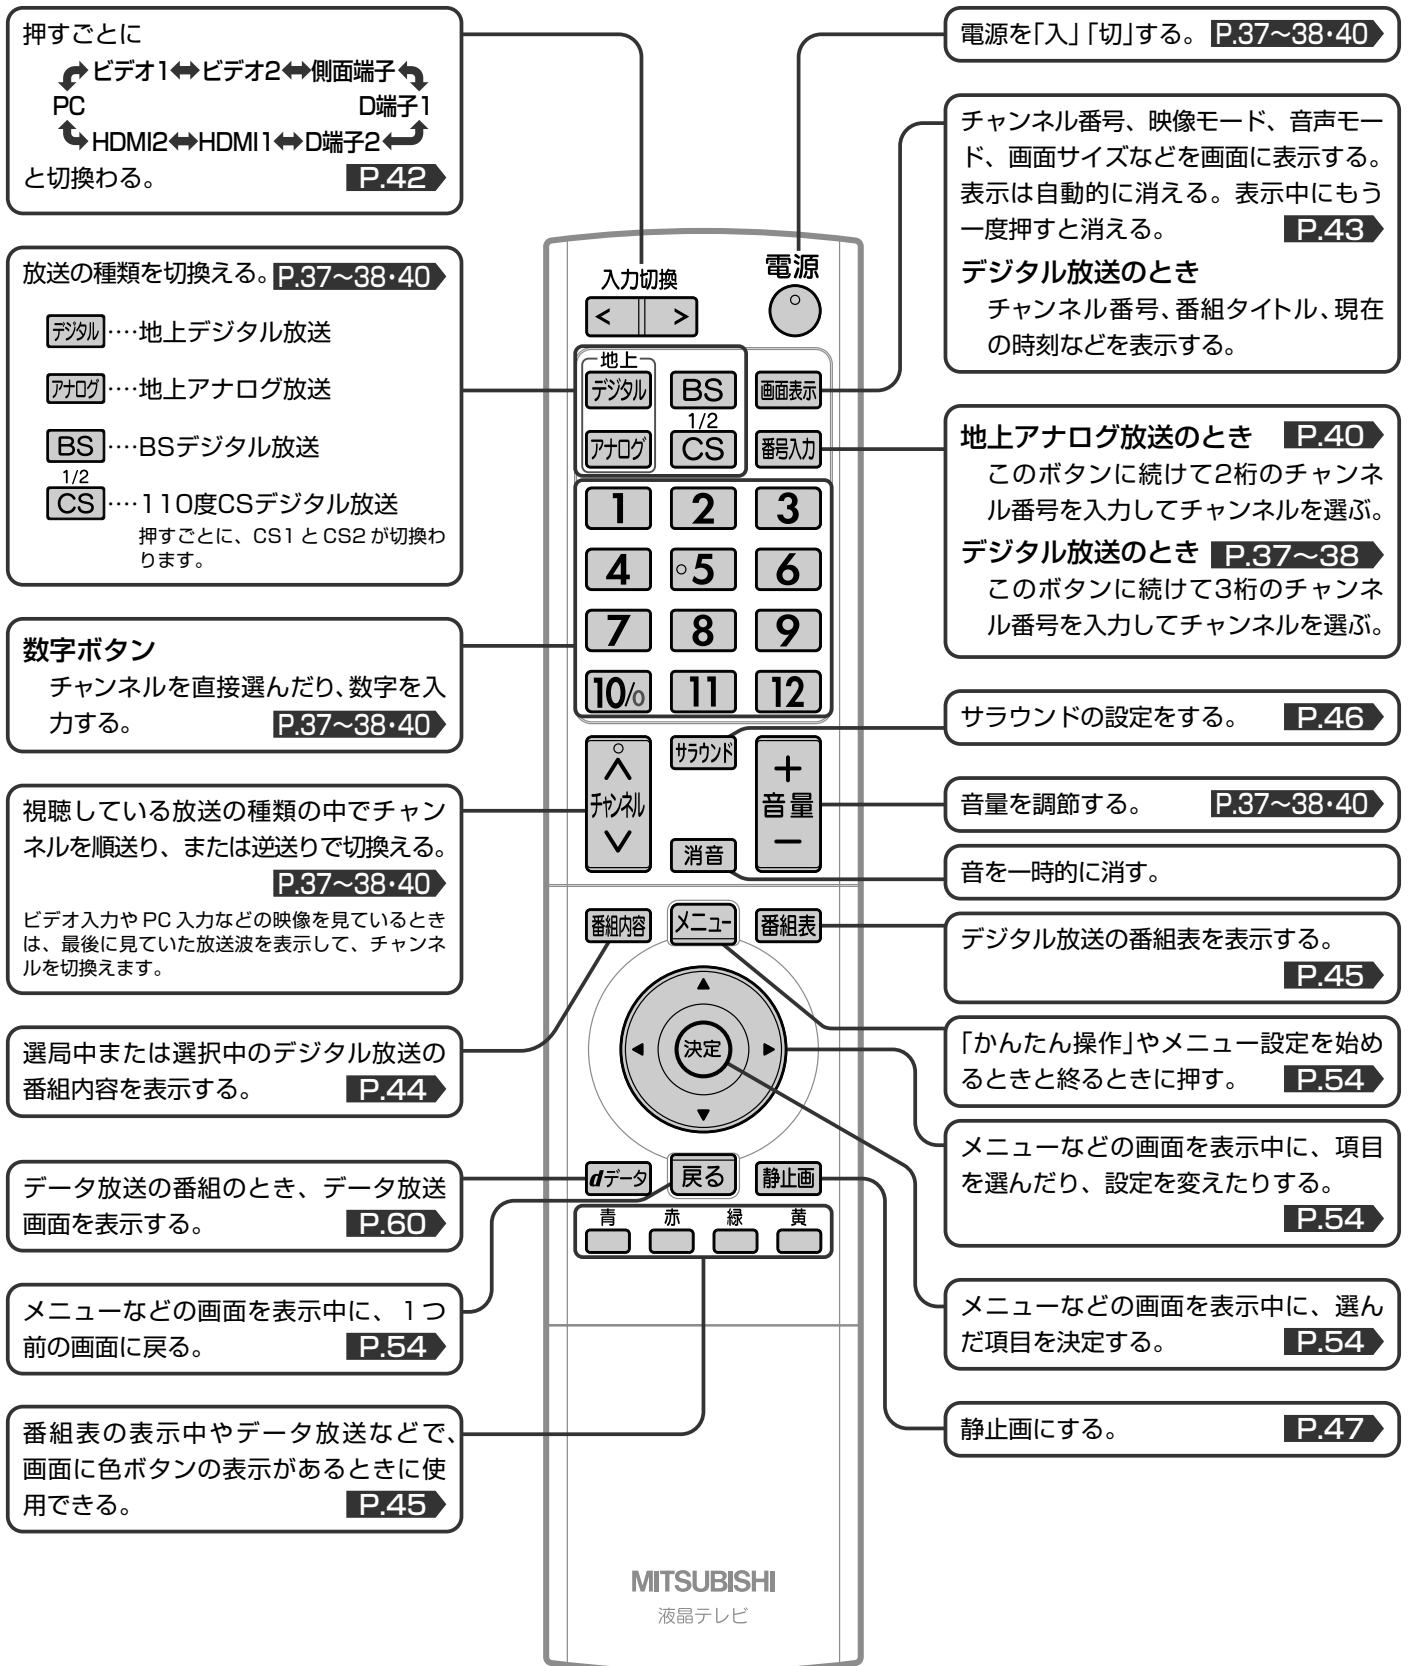 押すごとに
ビデオ1⇔ビデオ2⇔側面端子
PC D端子1
HDMI2⇔HDMI1⇔D端子2
と切換わる。 P.42
放送の種類を切換える。 P.37～38・40
デジタル ････地上デジタル放送
アナログ ････地上アナログ放送
BS ････BSデジタル放送
1/2
CS ････110度CSデジタル放送
押すごとに、CS1 と CS2 が切換わ
ります。
数字ボタン
チャンネルを直接選んだり、数字を入
力する。 P.37～38・40
視聴している放送の種類の中でチャン
ネルを順送り、または逆送りで切換える。
P.37～38・40
ビデオ入力や PC 入力などの映像を見ているとき
は、最後に見ていた放送波を表示して、チャンネ
ルを切換えます。
選局中または選択中のデジタル放送の
番組内容を表示する。 P.44
データ放送の番組のとき、データ放送
画面を表示する。 P.60
メニューなどの画面を表示中に、1つ
前の画面に戻る。 P.54
番組表の表示中やデータ放送などで、
画面に色ボタンの表示があるときに使
用できる。 P.45
入力切換
< >
電源
地上
デジタル BS 画面表示
1/2
アナログ CS 番号入力
1 2 3
4 5 6
7 8 9
10/0 11 12
サラウンド
チャンネル
＋
音量
－
消音
番組内容 メニュー 番組表
決定
dデータ 戻る 静止画
青 赤 緑 黄
MITSUBISHI
液晶テレビ
電源を｢入｣｢切｣する。 P.37～38・40
チャンネル番号、映像モード、音声モー
ド、画面サイズなどを画面に表示する。
表示は自動的に消える。表示中にもう
一度押すと消える。 P.43
デジタル放送のとき
チャンネル番号、番組タイトル、現在
の時刻などを表示する。
地上アナログ放送のとき P.40
このボタンに続けて2桁のチャンネ
ル番号を入力してチャンネルを選ぶ。
デジタル放送のとき P.37～38
このボタンに続けて3桁のチャンネ
ル番号を入力してチャンネルを選ぶ。
サラウンドの設定をする。 P.46
音量を調節する。 P.37～38・40
音を一時的に消す。
デジタル放送の番組表を表示する。
P.45
｢かんたん操作｣やメニュー設定を始め
るときと終るときに押す。 P.54
メニューなどの画面を表示中に、項目
を選んだり、設定を変えたりする。
P.54
メニューなどの画面を表示中に、選ん
だ項目を決定する。 P.54
静止画にする。 P.47